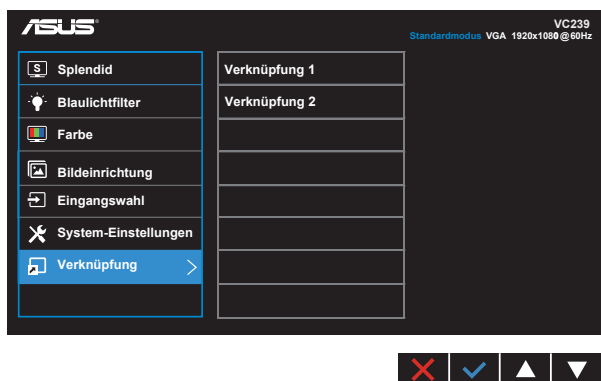 ASUS
VC239
Standardmodus VGA 1920x1080@60Hz
S Splendid
Blaulichtfilter
Farbe
Bildeinrichtung
Eingangswahl
System-Einstellungen
Verknüpfung
Verknüpfung 1
Verknüpfung 2